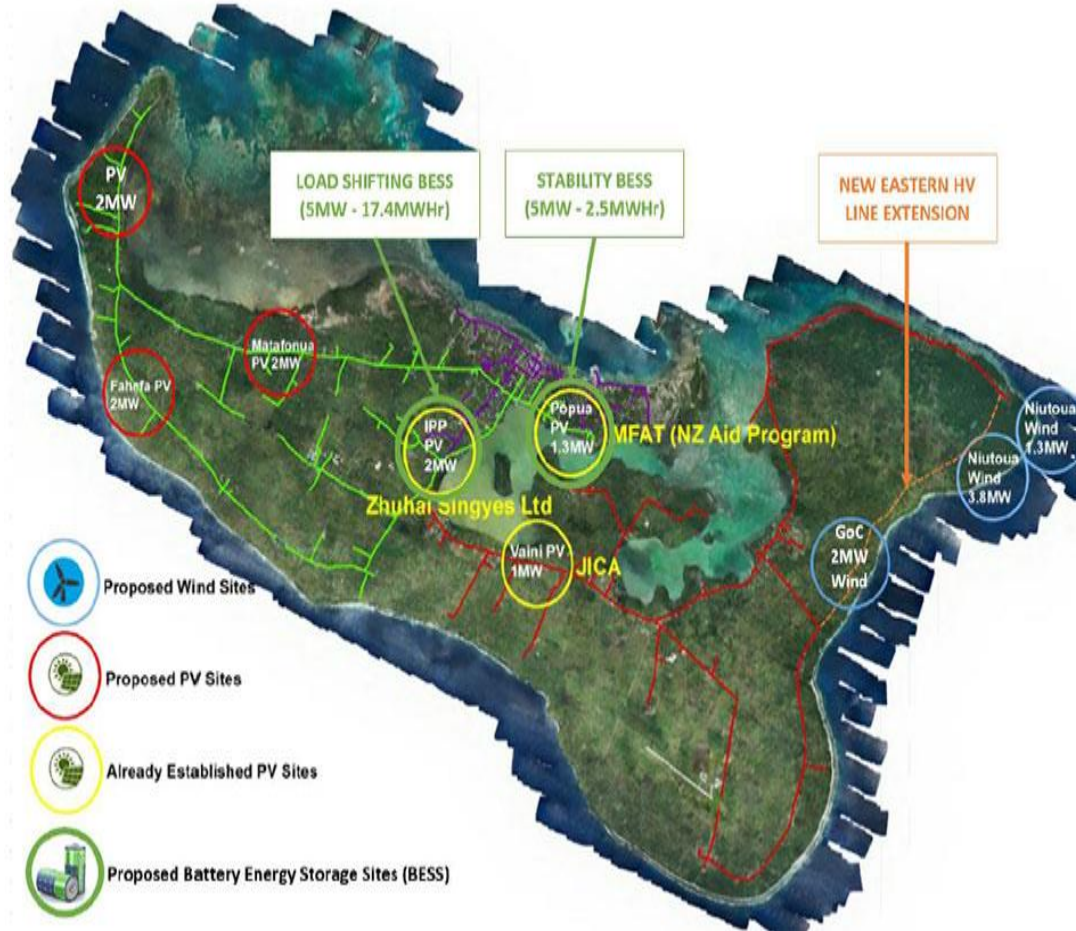 PV
2MW
LOAD SHIFTING BESS
(5MW - 17.4MWHr)
STABILITY BESS
(5MW - 2.5MWHr)
NEW EASTERN HV
LINE EXTENSION
Matafonua
PV 2MW
Fahefa PV
2MW
IPP
PV
2MW
Popua
PV
1.3MW
MFAT (NZ Aid Program)
Zhuhai Singyes Ltd
Vaini PV
1MW
JICA
Niutoua
Wind
1.3MW
Niutoua
Wind
3.8MW
GoC
2MW
Wind
Proposed Wind Sites
Proposed PV Sites
Already Established PV Sites
Proposed Battery Energy Storage Sites (BESS)